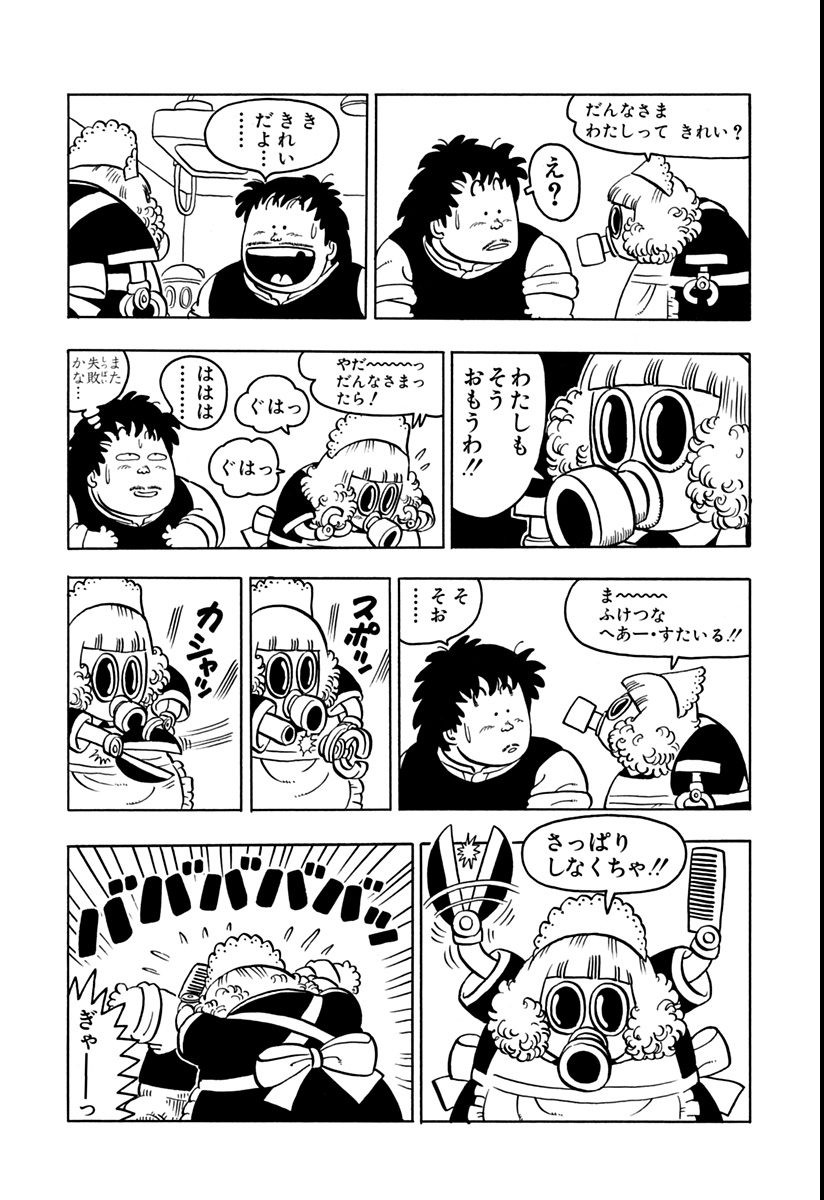 だんなさま
わたしって きれい?
え?
き
きれい
だよ…
……
わたしも
そう
おもうわ!!
やだ〜〜〜〜っ
だんなさまっ
たら!
ぐはっ
ぐはっ
ははは
……
また
失敗
しっぱい
かな
…
ま〜〜〜〜
ふけつな
へあー・すたいる!!
そ
そお
……
スポッ
カシャッ
さっぱり
しなくちゃ!!
バババババッ
ぎゃーーっ